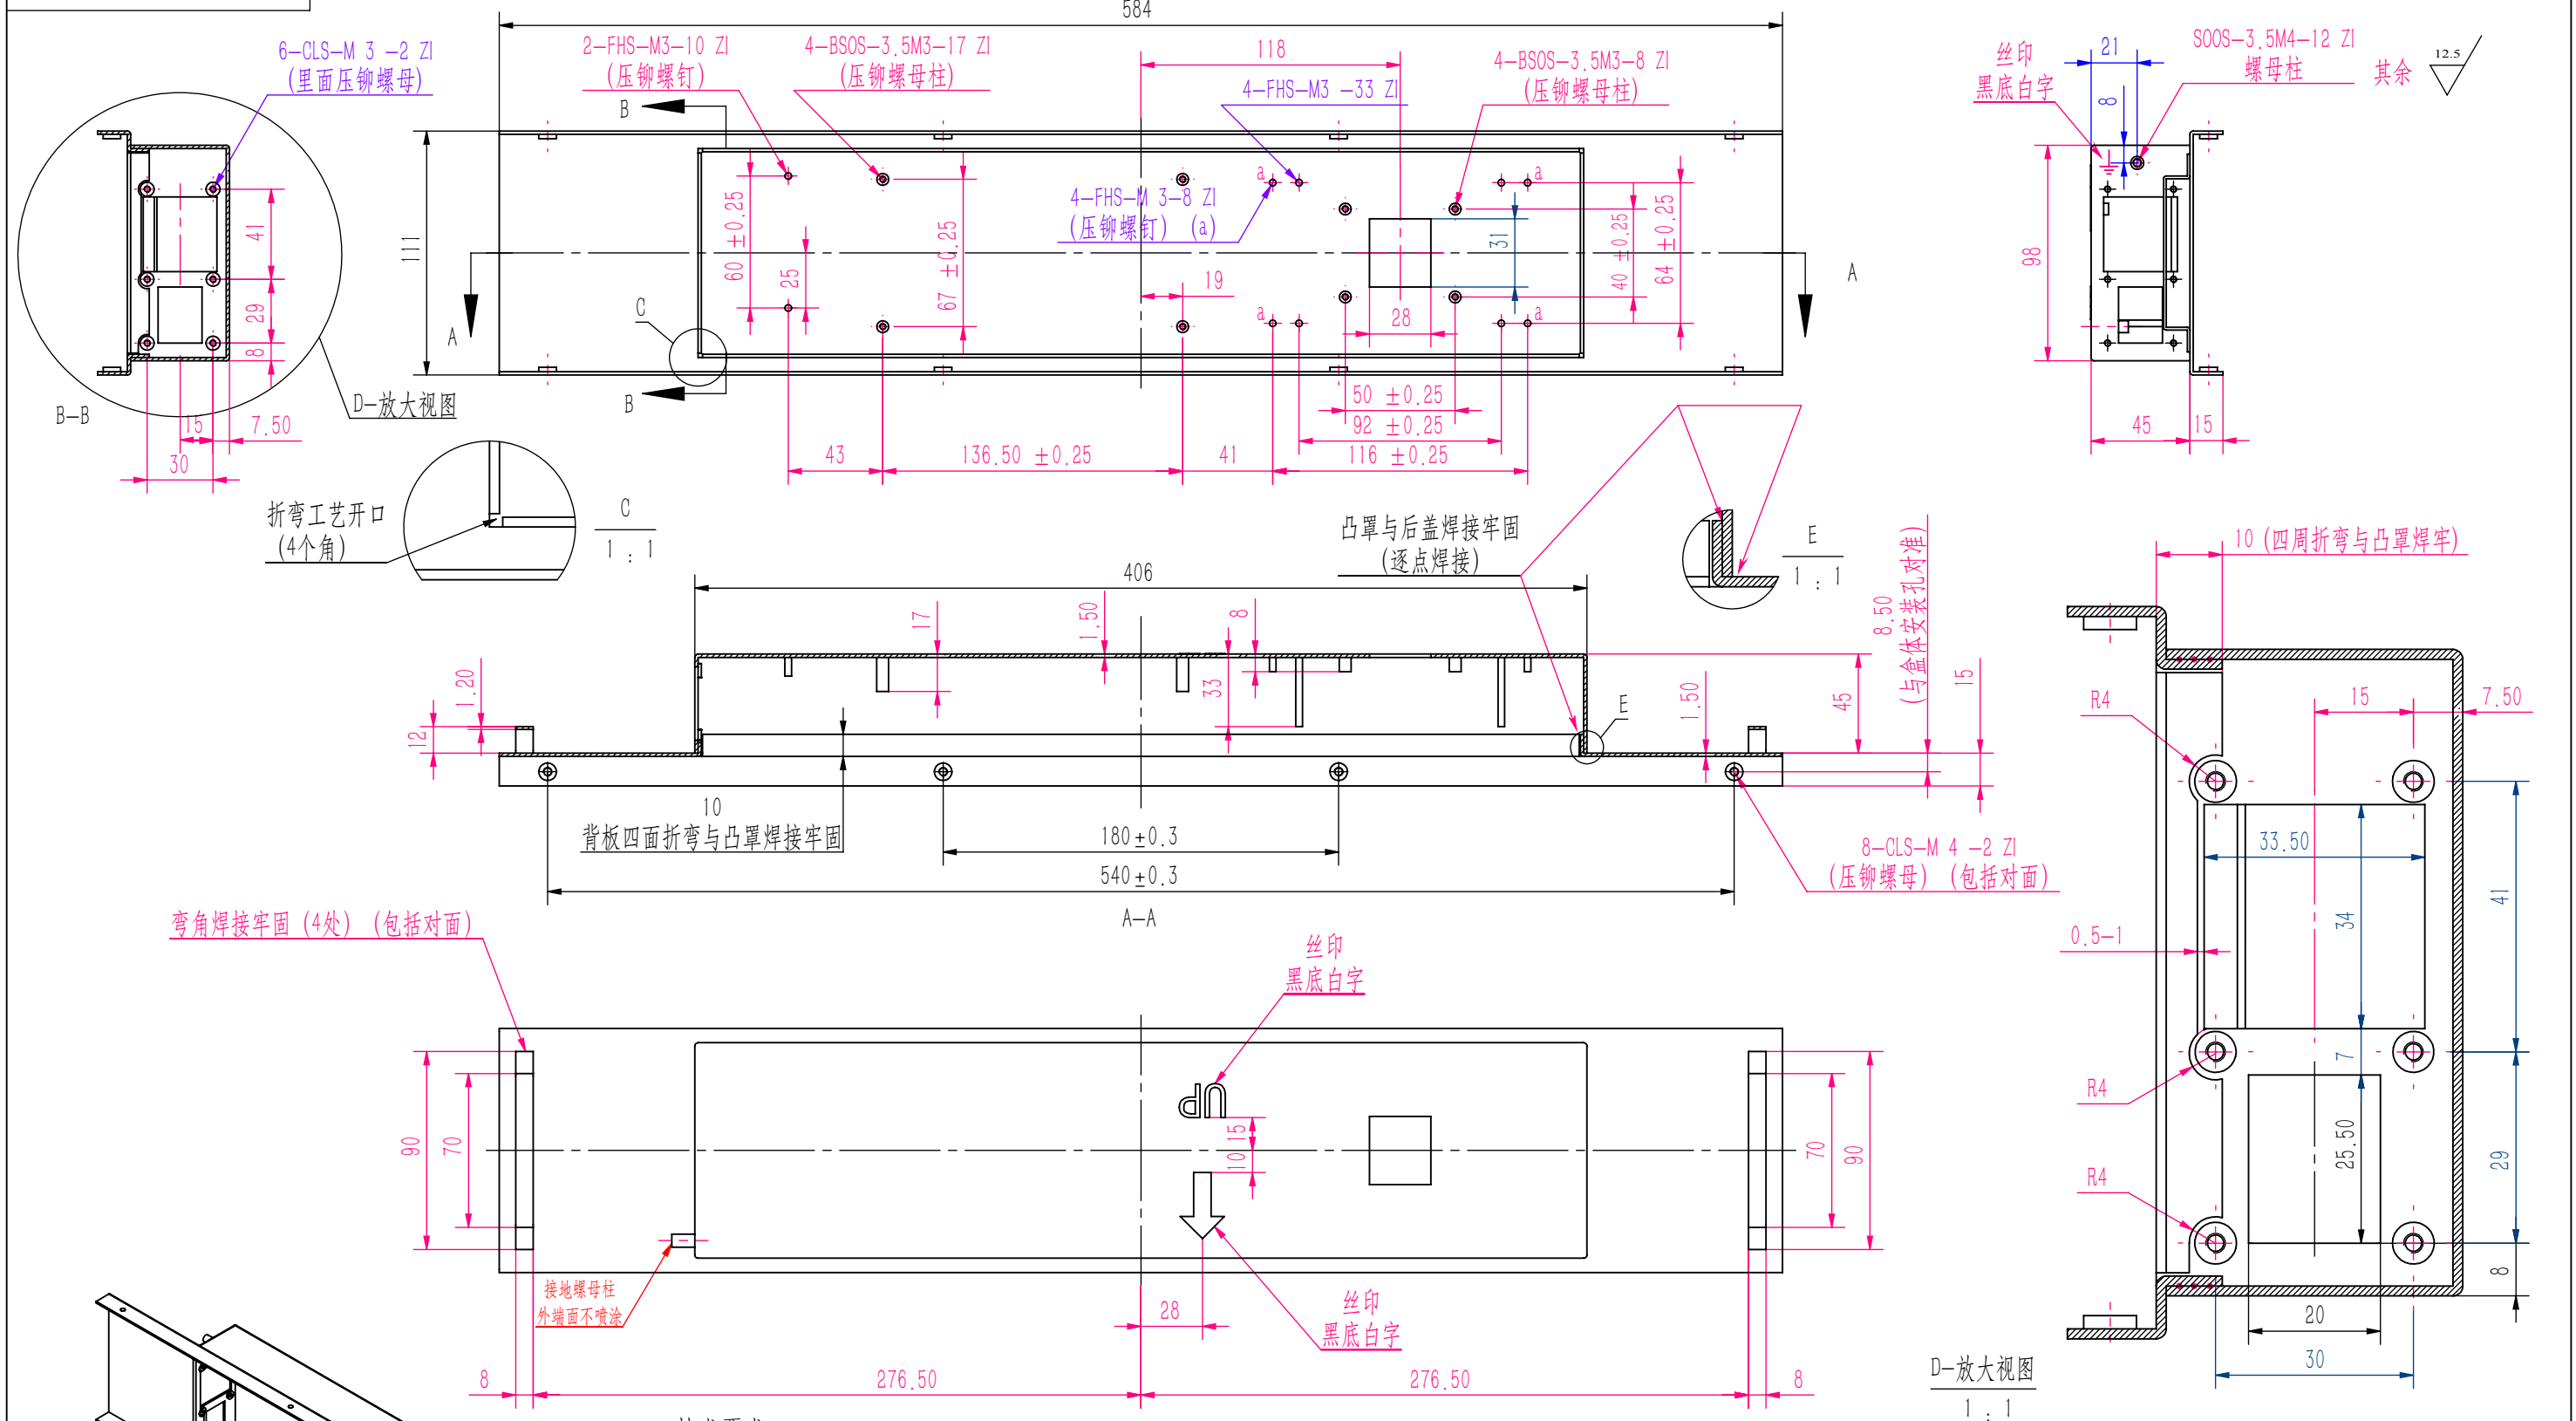 584
6-CLS-M 3 -2 ZI
(里面压铆螺母)
2-FHS-M3-10 ZI
(压铆螺钉)
4-BSOS-3.5M3-17 ZI
(压铆螺母柱)
118
4-FHS-M3 -33 ZI
4-BSOS-3.5M3-8 ZI
(压铆螺母柱)
丝印
黑底白字
21
8
SOOS-3.5M4-12 ZI
螺母柱
其余
12.5
B
B
111
60 ±0.25
25
67 ±0.25
4-FHS-M 3-8 ZI
(压铆螺钉) (a)
a
a
a
a
19
31
28
40 ±0.25
64 ±0.25
A
A
C
98
41
29
8
B-B
D-放大视图
15
7.50
30
43
136.50 ±0.25
41
50 ±0.25
92 ±0.25
116 ±0.25
45
15
折弯工艺开口
(4个角)
C
1 : 1
凸罩与后盖焊接牢固
(逐点焊接)
E
1 : 1
10 (四周折弯与凸罩焊牢)
406
17
1.50
8
33
1.20
12
E
1.50
45
8.50
(与盒体安装孔对准)
15
10
背板四面折弯与凸罩焊接牢固
180±0.3
540±0.3
A-A
8-CLS-M 4 -2 ZI
(压铆螺母) (包括对面)
R4
15
7.50
33.50
34
41
0.5-1
7
R4
25.50
29
R4
8
20
30
D-放大视图
1 : 1
弯角焊接牢固 (4处) (包括对面)
丝印
黑底白字
UP
90
70
15
10
70
90
接地螺母柱
外端面不喷涂
28
丝印
黑底白字
8
276.50
276.50
8